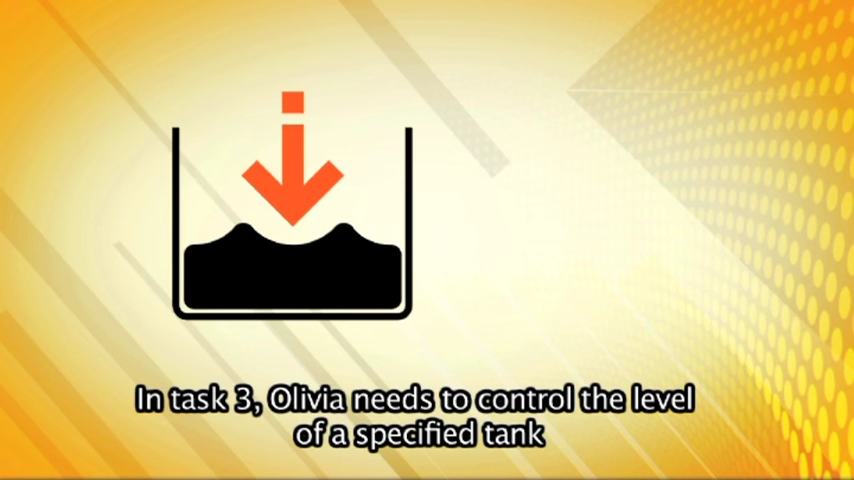 In task 3, Olivia needs to control the level
of a specified tank